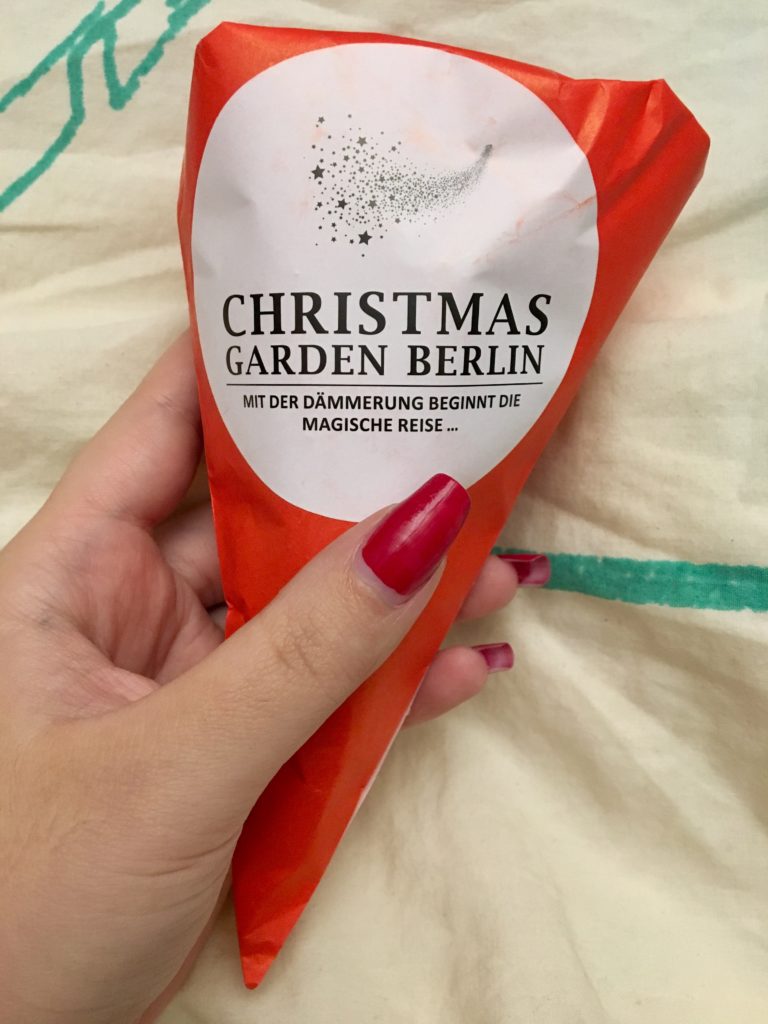 CHRISTMAS
GARDEN BERLIN
MIT DER DÄMMERUNG BEGINNT DIE
MAGISCHE REISE ...